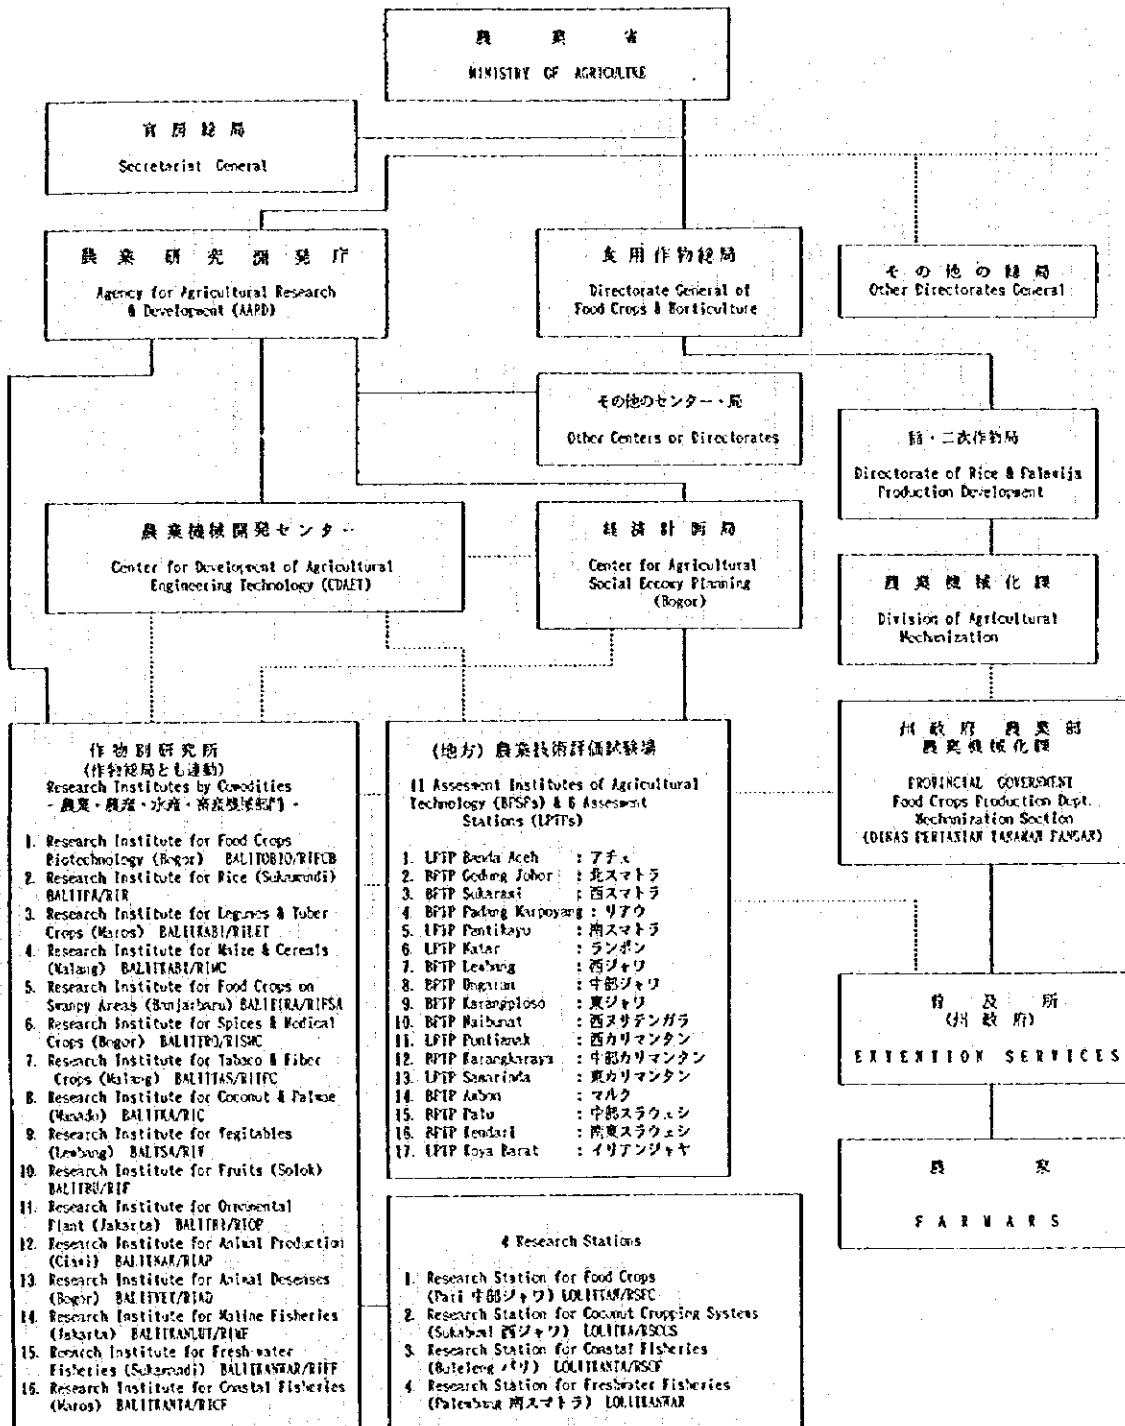 農業省
MINISTRY OF AGRICULTRE
官房総局
Secretariat General
農業研究開発庁
Agency for Agricultural Research
& Development (AARD)
食用作物総局
Directorate General of
Food Crops & Horticulture
その他の総局
Other Directorates General
その他のセンター・局
Other Centers or Directorates
稲・二次作物局
Directorate of Rice & Palawija
Production Development
農業機械開発センター
Center for Development of Agricultural
Engineering Technology (CDAET)
経済計画局
Center for Agricultural
Social Economy Planning
(Bogor)
農業機械化課
Division of Agricultural
Mechanization
作物別研究所
(作物総局とも連動)
Research Institutes by Comodities
- 農業・農産・水産・畜産機械部門 -
1. Research Institute for Food Crops
Biotechnology (Bogor) BALITOBIO/RIFCB
2. Research Institute for Rice (Sukamandi)
BALITPA/RIR
3. Research Institute for Legumes & Tuber
Crops (Maros) BALITKABI/RILET
4. Research Institute for Maize & Cereals
(Malang) BALITKABI/RIMC
5. Research Institute for Food Crops on
Swampy Areas (Banjarbaru) BALITTRA/RIFSA
6. Research Institute for Spices & Medical
Crops (Bogor) BALITTRO/RISMC
7. Research Institute for Tabaco & Fiber
Crops (Malang) BALITTAS/RITFC
8. Research Institute for Coconut & Palmae
(Manado) BALITKA/RIC
9. Research Institute for Vegitables
(Lembang) BALTSA/RIV
10. Research Institute for Fruits (Solok)
BALITBU/RIF
11. Research Institute for Ornemental
Plant (Jakarta) BALITHI/RIOP
12. Research Institute for Animal Production
(Ciawi) BALITNAK/RIAP
13. Research Institute for Animal Deseases
(Bogor) BALITVET/RIAD
14. Research Institute for Maline Fisheries
(Jakarta) BALITKANLUT/RIMF
15. Research Institute for Fresh-water
Fisheries (Sukamandi) BALITKANWAR/RIFF
16. Research Institute for Coastal Fisheries
(Maros) BALITKANTA/RICF
(地方) 農業技術評価試験場
11 Assesment Institutes of Agricultural
Technology (BPTPs) & 6 Assesment
Stations (LPTPs)
1. LPTP Banda Aceh : アチェ
2. BPTP Gedung Johor : 北スマトラ
3. BPTP Sukarami : 西スマトラ
4. BPTP Padang Marpoyang : リアウ
5. LPTP Pantikayu : 南スマトラ
6. LPTP Natar : ランポン
7. BPTP Lembang : 西ジャワ
8. BPTP Ungaran : 中部ジャワ
9. BPTP Karangploso : 東ジャワ
10. BPTP Naibunat : 西ヌサテンガラ
11. LPTP Pontianak : 西カリマンタン
12. BPTP Karangkaraya : 中部カリマンタン
13. LPTP Samarinda : 東カリマンタン
14. BPTP Ambon : マルク
15. BPTP Palu : 中部スラウェシ
16. BPTP Kendari : 南東スラウェシ
17. LPTP Koya Barat : イリアンジャヤ
4 Research Stations
1. Research Station for Food Crops
(Pati 中部ジャワ) LOLITTAN/RSFC
2. Research Station for Coconut Cropping System
(Sukabumi 西ジャワ) LOLITKA/RSCCS
3. Research Station for Coastal Fisheries
(Buleleng バリ) LOLITKANTA/RSCF
4. Research Station for Freshwater Fisheries
(Palembang 南スマトラ) LOLITKANWAR
州政府 農業部
農業機械化課
PROVINCIAL GOVERNMENT
Food Crops Production Dept.
Mechanization Section
(DINAS PERTANIAN TANAMAN PANGAN)
普及所
(州政府)
EXTENTION SERVICES
農家
FARMARS